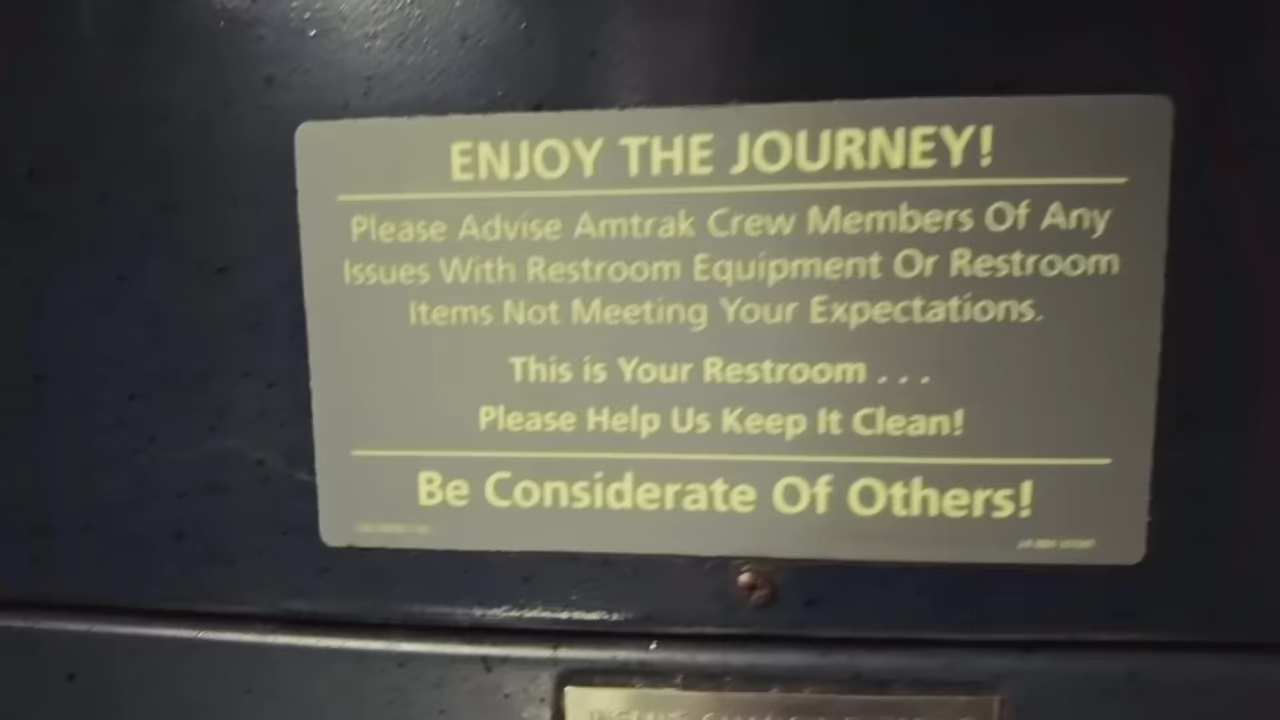 ENJOY THE JOURNEY!
Please Advise Amtrak Crew Members Of Any
Issues With Restroom Equipment Or Restroom
Items Not Meeting Your Expectations.
This is Your Restroom . . .
Please Help Us Keep It Clean!
Be Considerate Of Others!